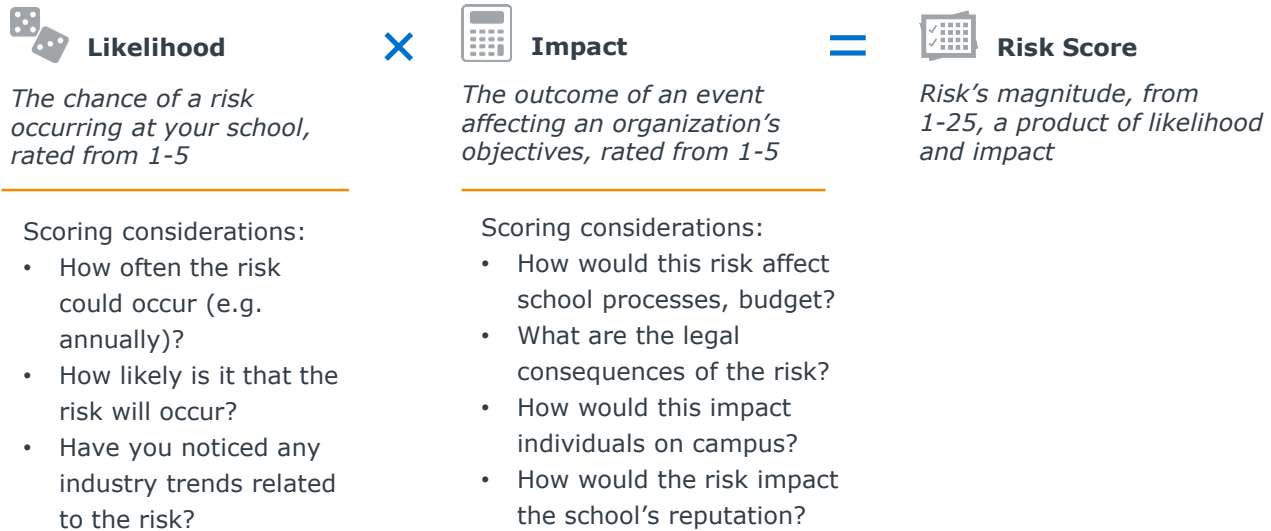 Likelihood
×
Impact
=
Risk Score
The chance of a risk
occurring at your school,
rated from 1-5
The outcome of an event
affecting an organization's
objectives, rated from 1-5
Risk's magnitude, from
1-25, a product of likelihood
and impact
Scoring considerations:
• How often the risk
could occur (e.g.
annually)?
• How likely is it that the
risk will occur?
• Have you noticed any
industry trends related
to the risk?
Scoring considerations:
• How would this risk affect
school processes, budget?
• What are the legal
consequences of the risk?
• How would this impact
individuals on campus?
• How would the risk impact
the school's reputation?